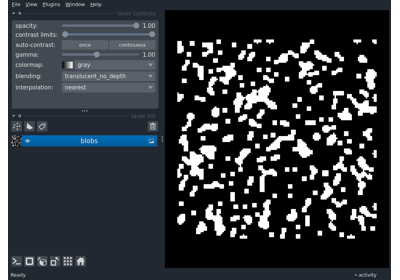 File View Plugins Window Help
layer controls
opacity: 1.00
contrast limits:
auto-contrast: once continuous
gamma: 1.00
colormap: gray
blending: translucent_no_depth
interpolation: nearest
layer list
blobs
Ready
activity